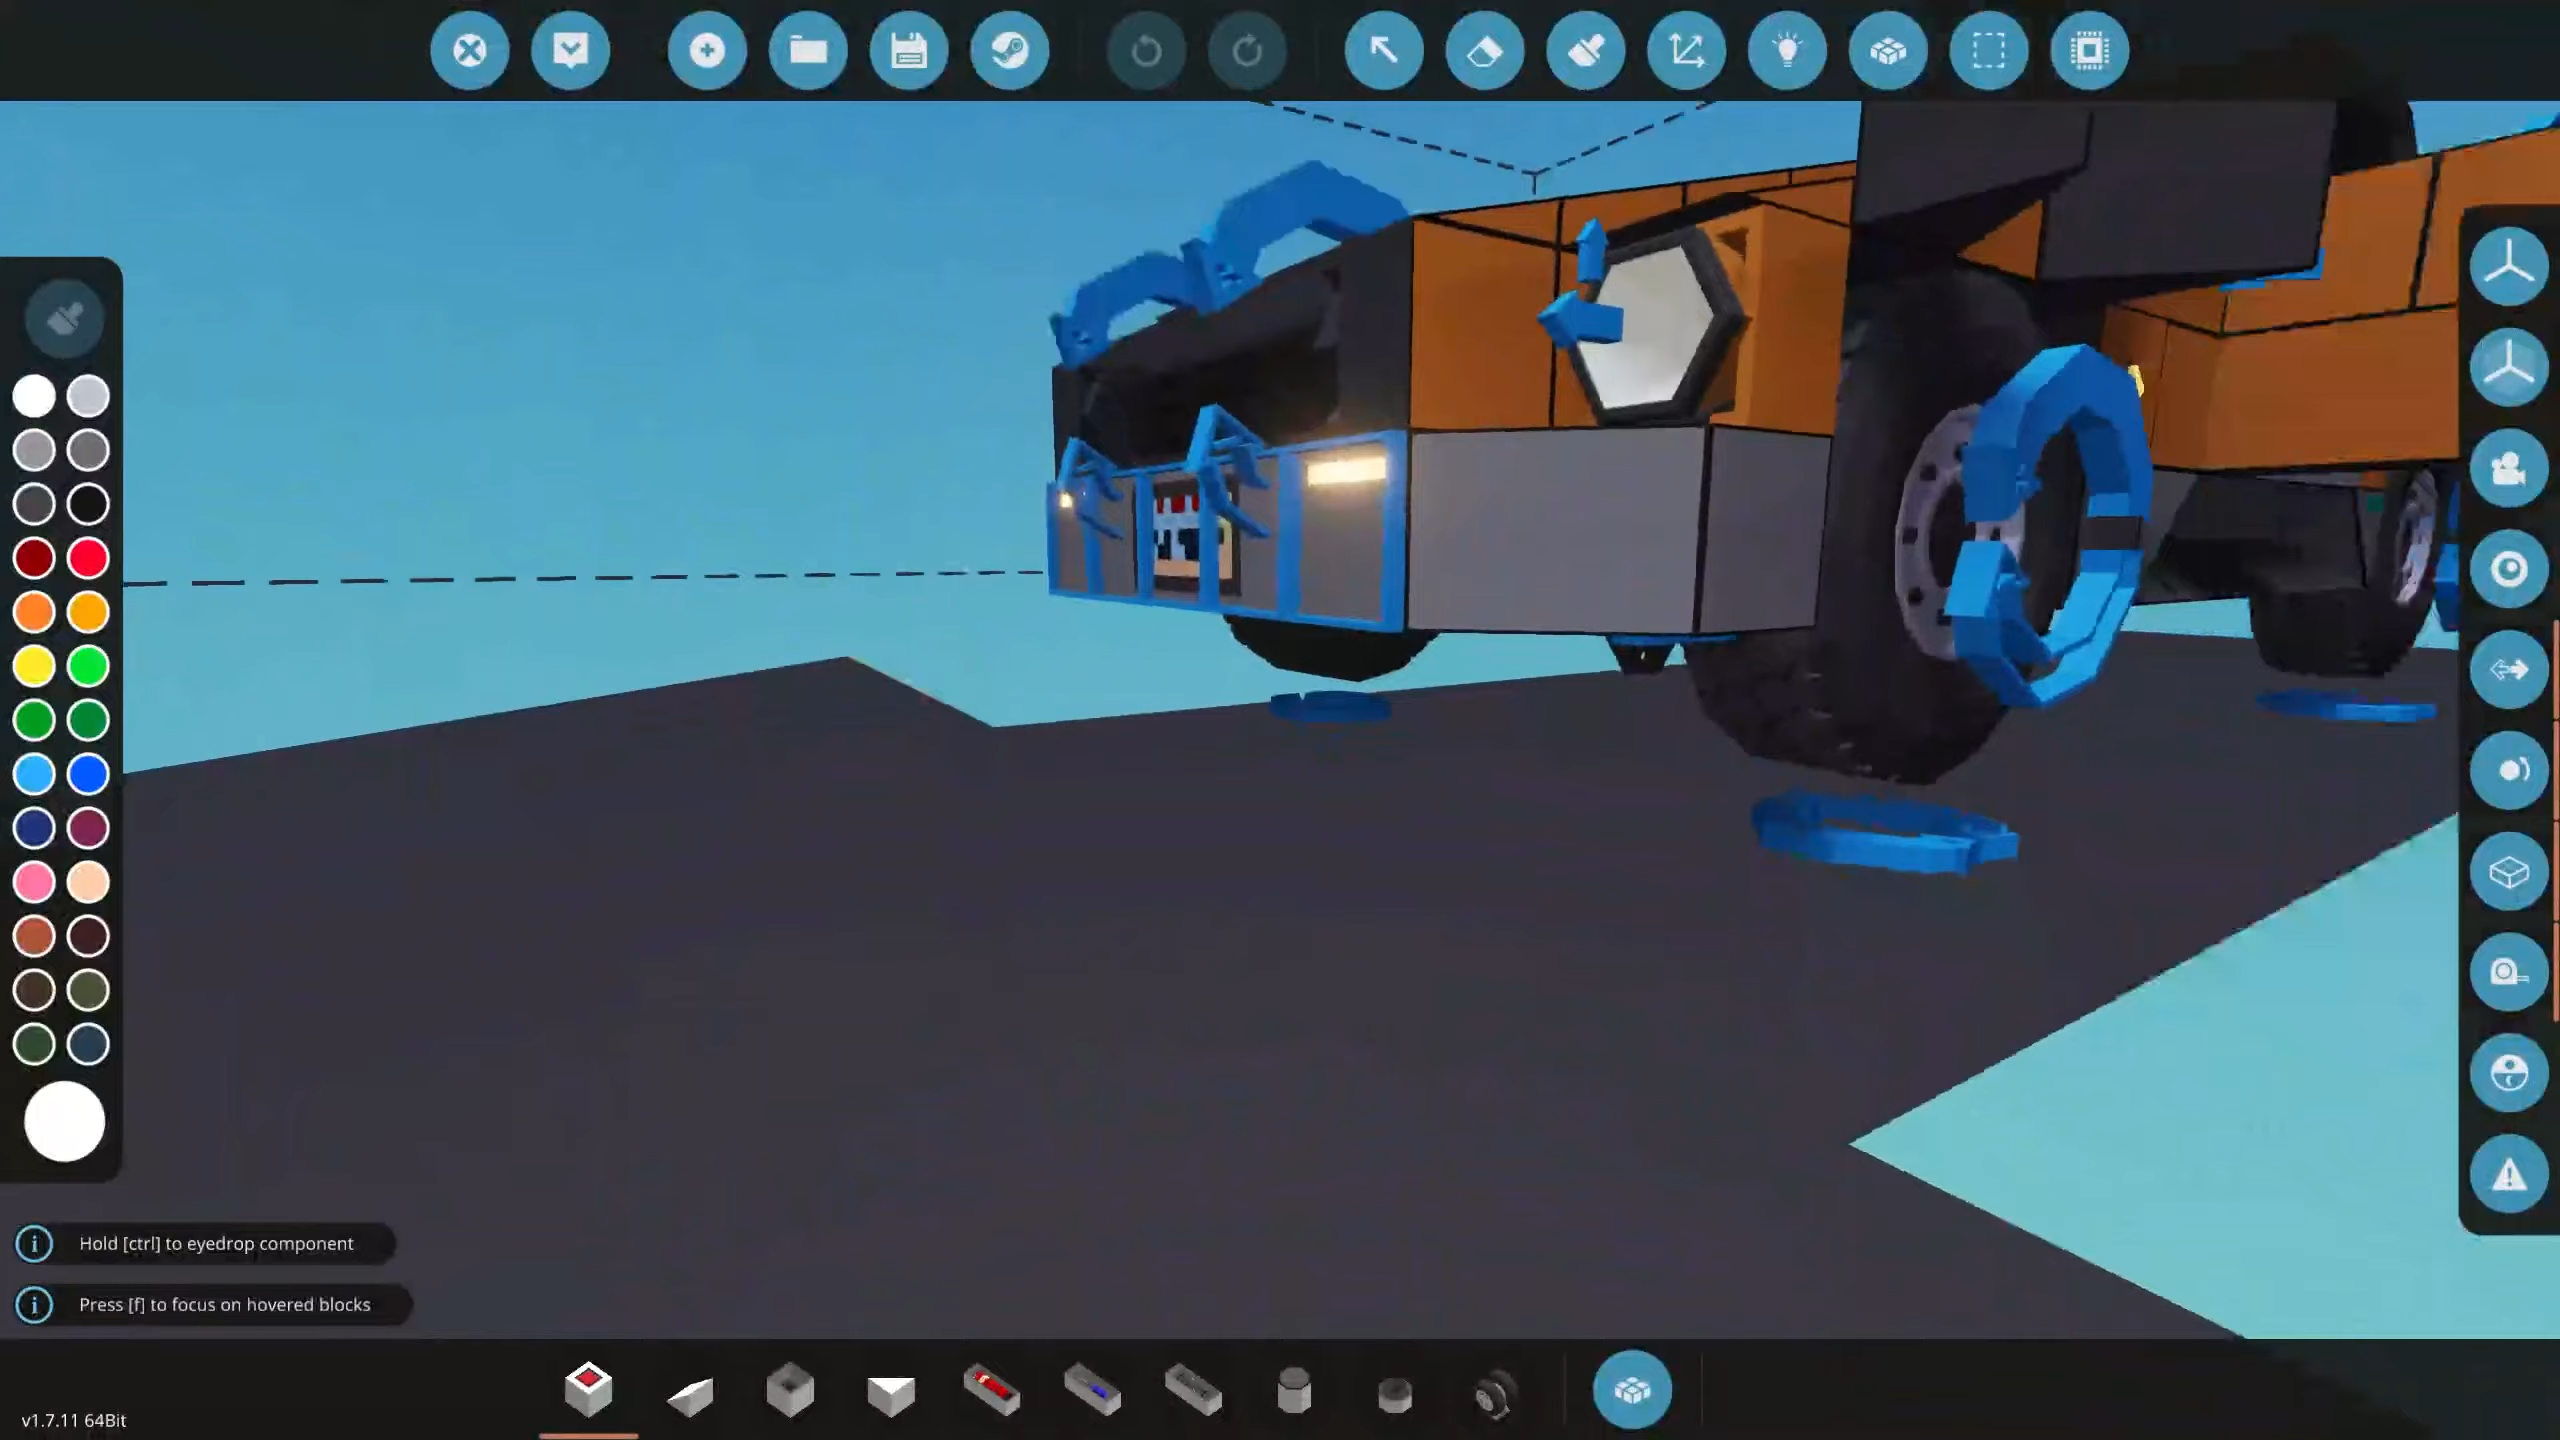 Hold [ctrl] to eyedrop component
Press [f] to focus on hovered blocks
v1.7.11 64Bit